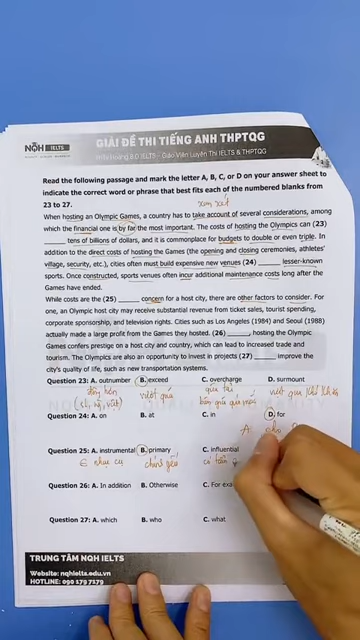 NQH IELTS
GIẢI ĐỀ THI TIẾNG ANH THPTQG
Read the following passage and mark the letter A, B, C, or D on your answer sheet to
indicate the correct word or phrase that best fits each of the numbered blanks from
23 to 27.
xem xét
When hosting an Olympic Games, a country has to take account of several considerations, among
which the financial one is by far the most important. The costs of hosting the Olympics can (23)
______ tens of billions of dollars, and it is commonplace for budgets to double or even triple. In
addition to the direct costs of hosting the Games (the opening and closing ceremonies, athletes'
village, security, etc.), cities often must build expensive new venues (24) ______ lesser-known
sports. Once constructed, sports venues often incur additional maintenance costs long after the
Games have ended.
While costs are the (25) ______ concern for a host city, there are other factors to consider. For
one, an Olympic host city may receive substantial revenue from ticket sales, tourist spending,
corporate sponsorship, and television rights. Cities such as Los Angeles (1984) and Seoul (1988)
actually made a large profit from the Games they hosted. (26) ______, hosting the Olympic
Games confers prestige on a host city and country, which can lead to increased trade and
tourism. The Olympics are also an opportunity to invest in projects (27) ______ improve the
city's quality of life, such as new transportation systems.
Question 23: A. outnumber B. exceed C. overcharge D. surmount
đông hơn vượt quá
Question 24: A. on B. at C. in D. for
A: cho
Question 25: A. instrumental B. primary C. influential
chính yếu
Question 26: A. In addition B. Otherwise C. For exa
Question 27: A. which B. who C. what
TRUNG TÂM NQH IELTS
Website: nqhielts.edu.vn
HOTLINE: 090 179 7179